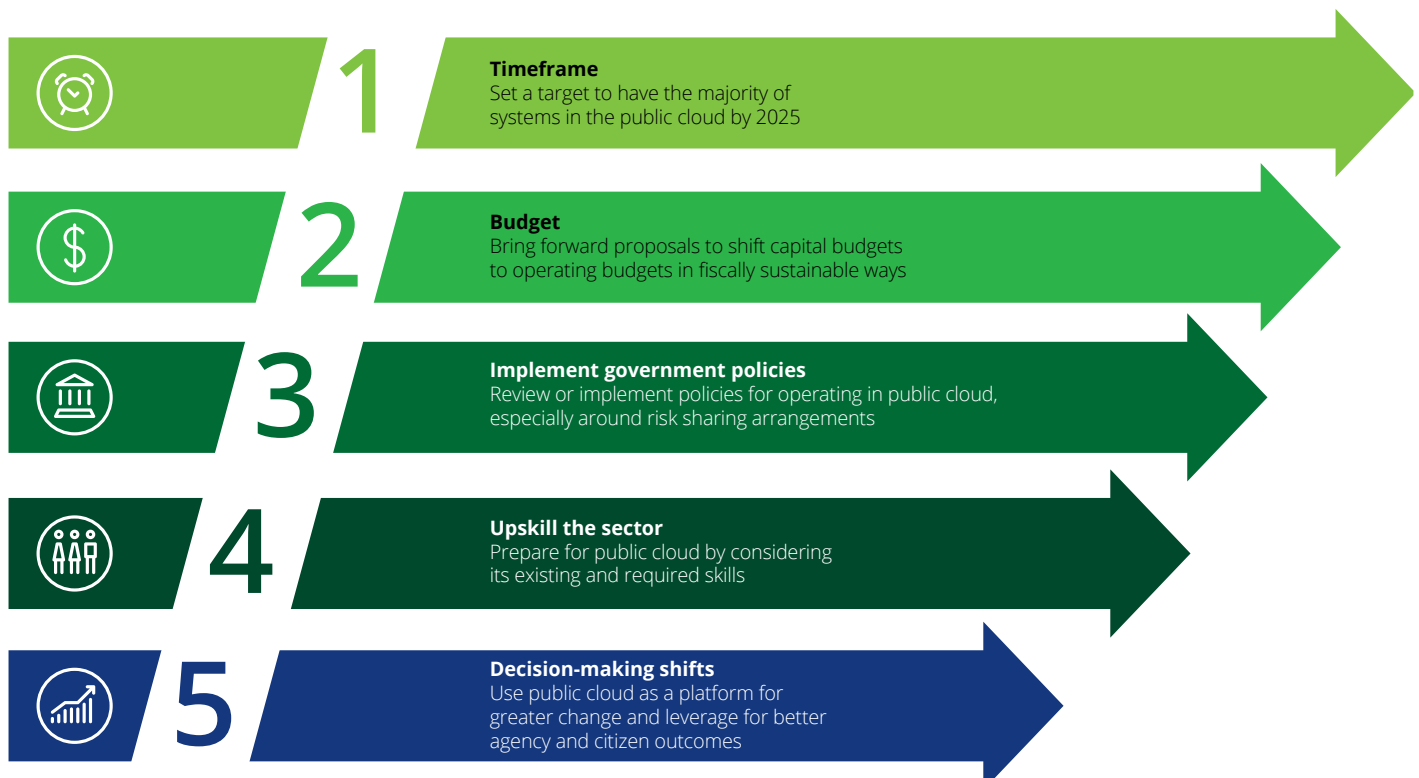 1
Timeframe
Set a target to have the majority of
systems in the public cloud by 2025
2
Budget
Bring forward proposals to shift capital budgets
to operating budgets in fiscally sustainable ways
3
Implement government policies
Review or implement policies for operating in public cloud,
especially around risk sharing arrangements
4
Upskill the sector
Prepare for public cloud by considering
its existing and required skills
5
Decision-making shifts
Use public cloud as a platform for
greater change and leverage for better
agency and citizen outcomes